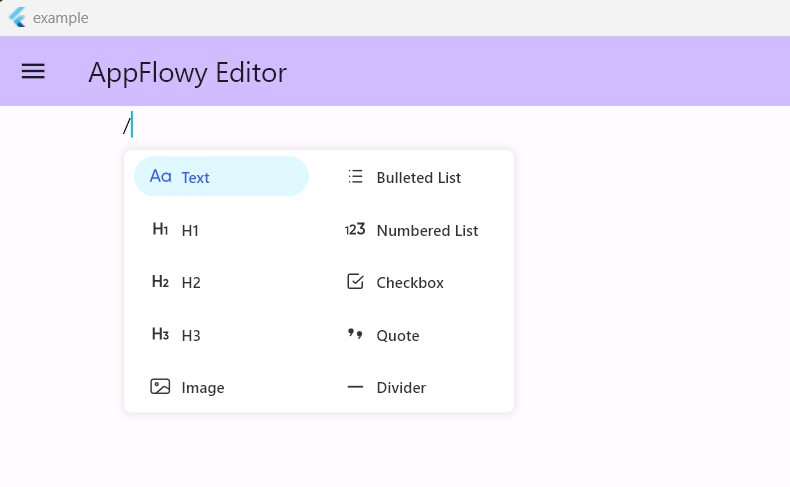 example
AppFlowy Editor
/
Aa Text
Bulleted List
H1 H1
123 Numbered List
H2 H2
Checkbox
H3 H3
Quote
Image
Divider